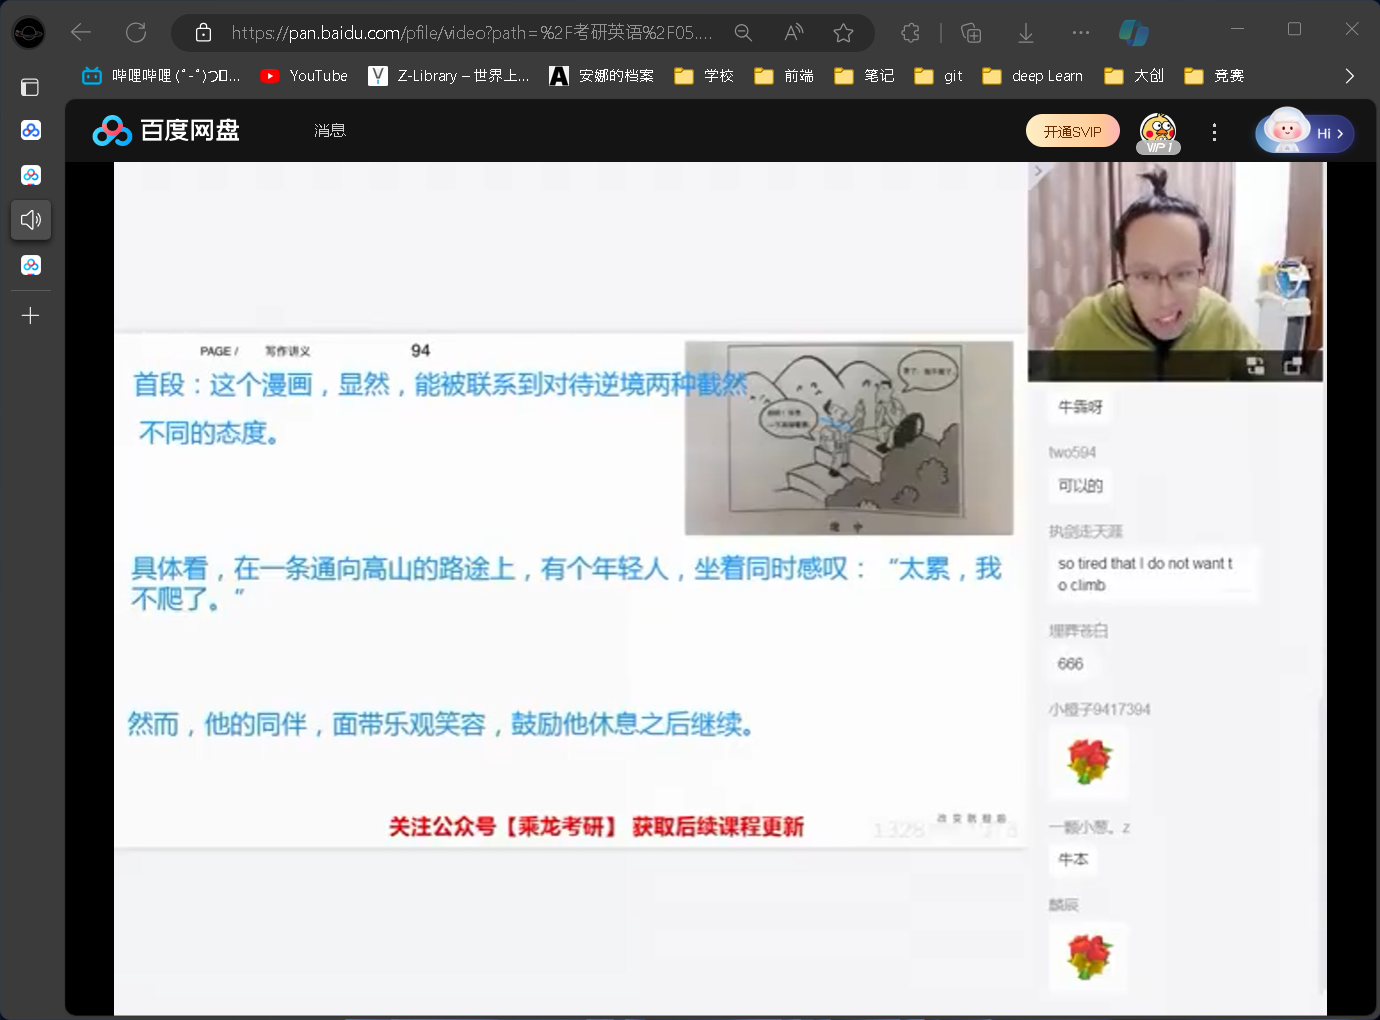 https://pan.baidu.com/pfile/video?path=%2F考研英语%2F05....
哔哩哔哩
YouTube
Z-Library – 世界上...
安娜的档案
学校
前端
笔记
git
deep Learn
大创
竞赛
百度网盘
消息
开通SVIP
VIP 1
Hi >
PAGE / 写作讲义 94
首段：这个漫画，显然，能被联系到对待逆境两种截然
不同的态度。
途中
具体看，在一条通向高山的路途上，有个年轻人，坐着同时感叹：“太累，我
不爬了。”
然而，他的同伴，面带乐观笑容，鼓励他休息之后继续。
关注公众号【乘龙考研】 获取后续课程更新
牛犇呀
two594
可以的
执剑走天涯
so tired that I do not want t
o climb
埋葬苍白
666
小橙子9417394
一颗小葱。z
牛本
麟辰